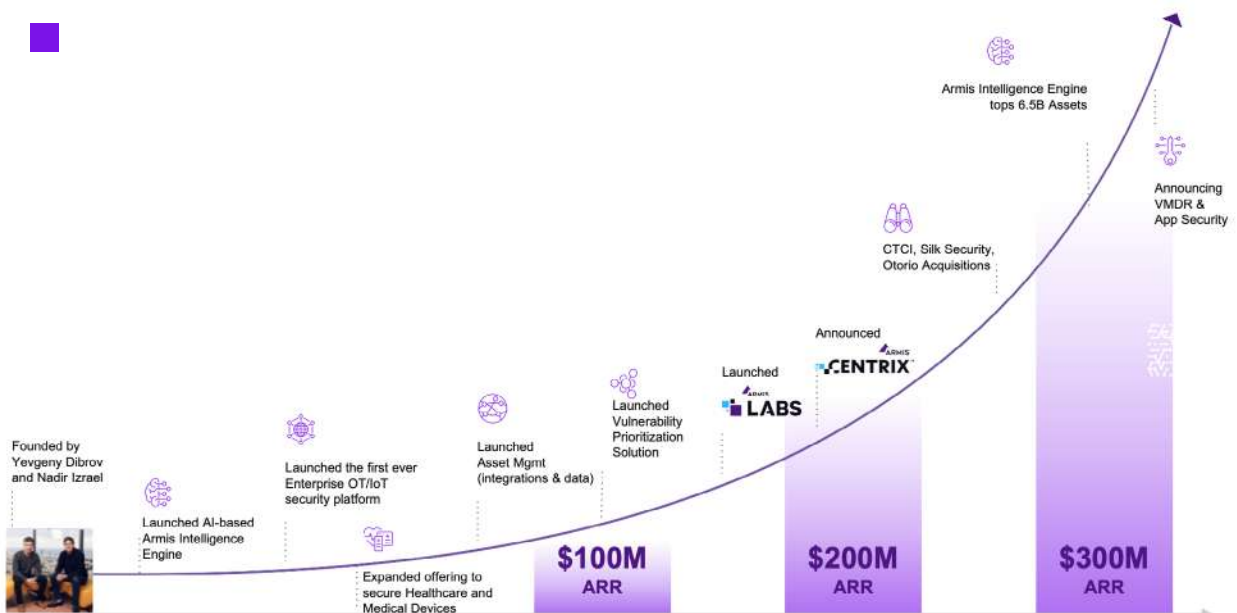 Founded by
Yevgeny Dibrov
and Nadir Izrael
Launched AI-based
Armis Intelligence
Engine
Launched the first ever
Enterprise OT/IoT
security platform
Expanded offering to
secure Healthcare and
Medical Devices
Launched
Asset Mgmt
(integrations & data)
Launched
Vulnerability
Prioritization
Solution
Launched
ARMIS
LABS
Announced
ARMIS
CENTRIX™
CTCI, Silk Security,
Otorio Acquisitions
Armis Intelligence Engine
tops 6.5B Assets
Announcing
VMDR &
App Security
$100M
ARR
$200M
ARR
$300M
ARR